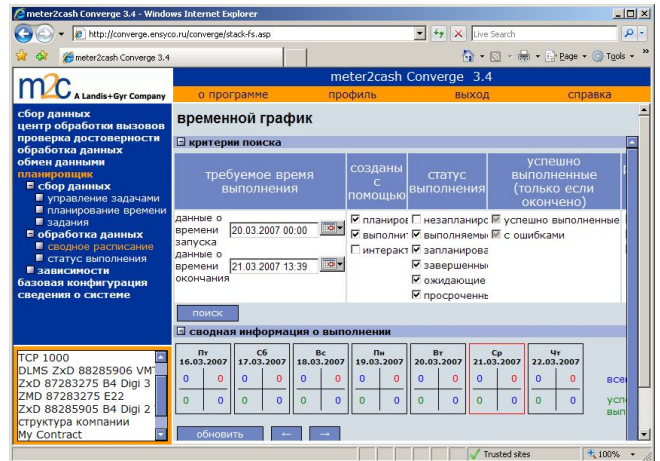 meter2cash Converge 3.4 - Windows Internet Explorer
http://converge.ensyco.ru/converge/stack-fs.asp
Live Search
meter2cash Converge 3.4
Page
Tools
m2c A Landis+Gyr Company
meter2cash Converge 3.4
о программе
профиль
выход
справка
сбор данных
центр обработки вызовов
проверка достоверности
обработка данных
обмен данными
планировщик
сбор данных
управление задачами
планирование времени
задания
обработка данных
сводное расписание
статус выполнения
зависимости
базовая конфигурация
сведения о системе
TCP 1000
DLMS ZxD 88285906 VM
ZxD 87283275 B4 Digi 3
ZMD 87283275 E22
ZxD 88285905 B4 Digi 2
структура компании
My Contract
временной график
критерии поиска
требуемое время
выполнения
созданы
с
помощью
статус
выполнения
успешно
выполненные
(только если
окончено)
данные о
времени
запуска
20.03.2007 00:00
данные о
времени
окончания
21.03.2007 13:39
планиров
выполнит
интеракт
незапланирс
выполняемы
запланирова
завершенны
ожидающие
просроченнь
успешно выполненные
с ошибками
поиск
сводная информация о выполнении
Пт Сб Вс Пн Вт Ср Чт
16.03.2007 17.03.2007 18.03.2007 19.03.2007 20.03.2007 21.03.2007 22.03.2007
0 0 0 0 0 0 0 0 0 0 0 0 0 0 всег
0 0 0 0 0 0 0 0 0 0 0 0 0 0 успе
вып
обновить ← →
Trusted sites
100%